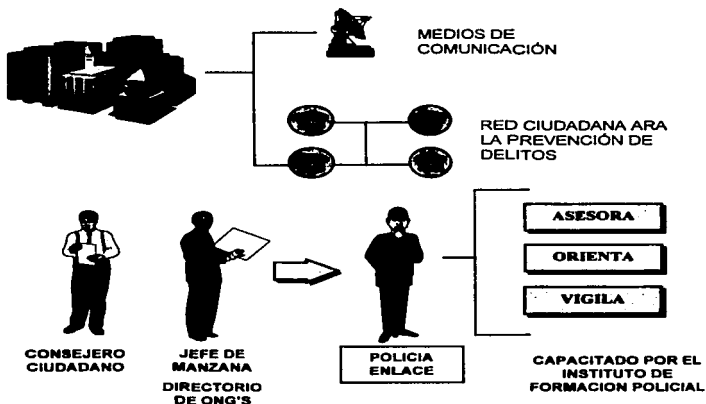 MEDIOS DE
COMUNICACIÓN
RED CIUDADANA ARA
LA PREVENCIÓN DE
DELITOS
ASESORA
ORIENTA
VIGILA
CONSEJERO
CIUDADANO
JEFE DE
MANZANA
DIRECTORIO
DE ONG'S
POLICIA
ENLACE
CAPACITADO POR EL
INSTITUTO DE
FORMACION POLICIAL